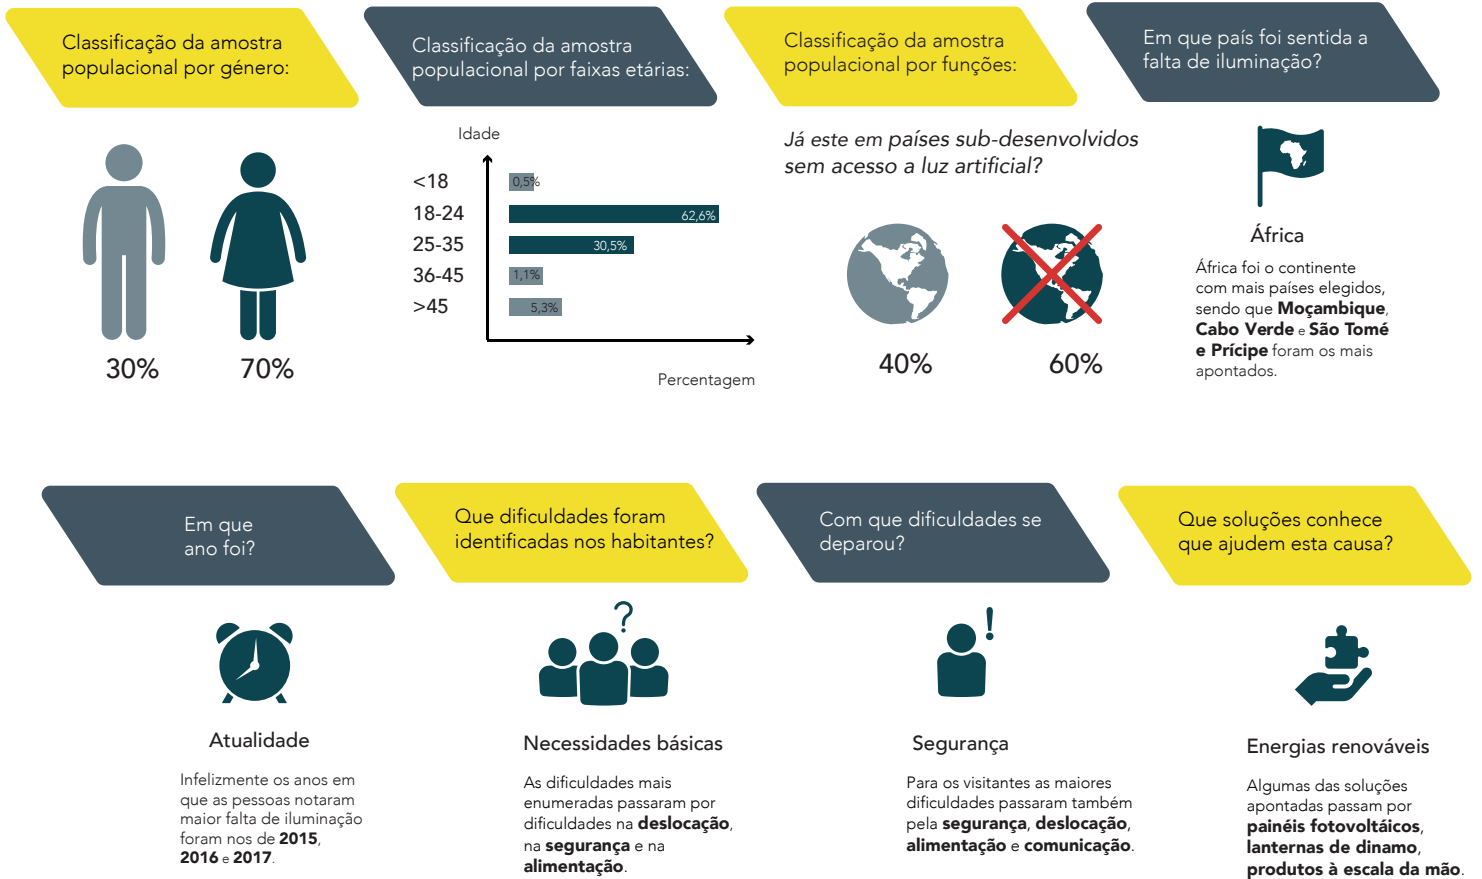 Classificação da amostra
populacional por género:
30%
70%
Classificação da amostra
populacional por faixas etárias:
Idade
<18
0,5%
18-24
62,6%
25-35
30,5%
36-45
1,1%
>45
5,3%
Percentagem
Classificação da amostra
populacional por funções:
Já este em países sub-desenvolvidos
sem acesso a luz artificial?
40%
60%
Em que país foi sentida a
falta de iluminação?
África
África foi o continente
com mais países elegidos,
sendo que Moçambique,
Cabo Verde e São Tomé
e Prícipe foram os mais
apontados.
Em que
ano foi?
Atualidade
Infelizmente os anos em
que as pessoas notaram
maior falta de iluminação
foram nos de 2015,
2016 e 2017.
Que dificuldades foram
identificadas nos habitantes?
?
Necessidades básicas
As dificuldades mais
enumeradas passaram por
dificuldades na deslocação,
na segurança e na
alimentação.
Com que dificuldades se
deparou?
!
Segurança
Para os visitantes as maiores
dificuldades passaram também
pela segurança, deslocação,
alimentação e comunicação.
Que soluções conhece
que ajudem esta causa?
Energias renováveis
Algumas das soluções
apontadas passam por
painéis fotovoltáicos,
lanternas de dinamo,
produtos à escala da mão.